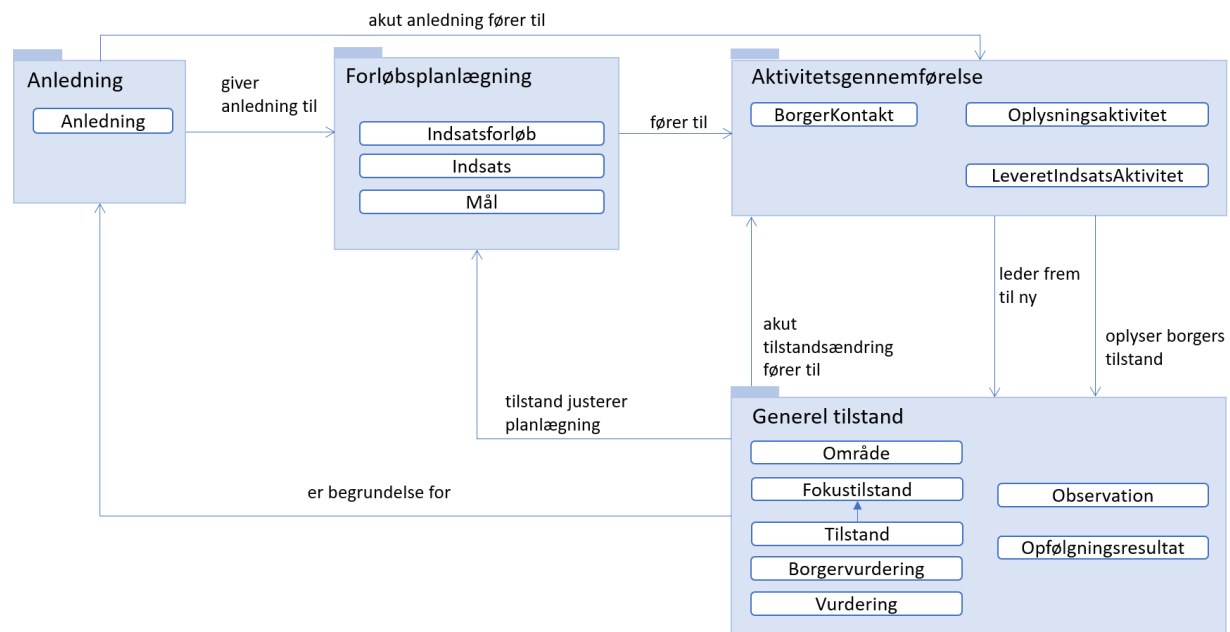 akut anledning fører til
Anledning
Anledning
giver
anledning til
Forløbsplanlægning
Indsatsforløb
Indsats
Mål
fører til
Aktivitetsgennemførelse
BorgerKontakt
Oplysningsaktivitet
LeveretIndsatsAktivitet
leder frem
til ny
oplyser borgers
tilstand
akut
tilstandsændring
fører til
tilstand justerer
planlægning
er begrundelse for
Generel tilstand
Område
Fokustilstand
Tilstand
Borgervurdering
Vurdering
Observation
Opfølgningsresultat